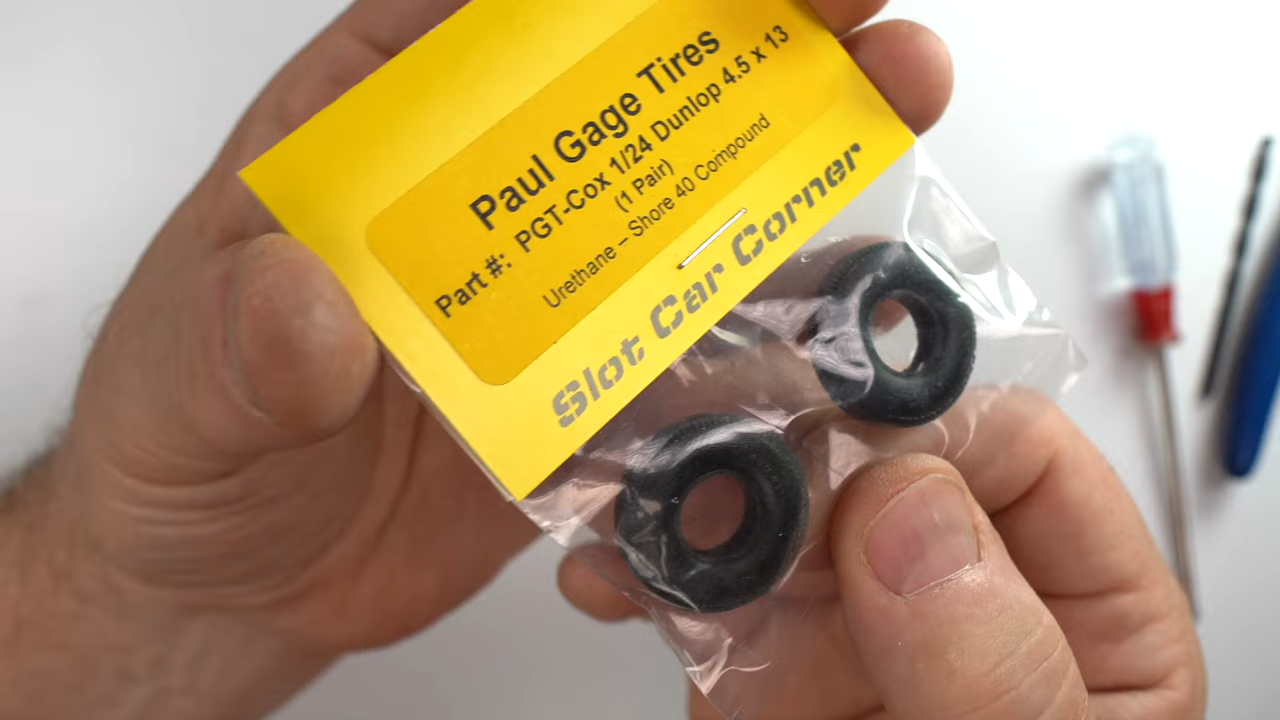 Paul Gage Tires
Part #: PGT-Cox 1/24 Dunlop 4.5 x 13
(1 Pair)
Urethane – Shore 40 Compound
Slot Car Corner